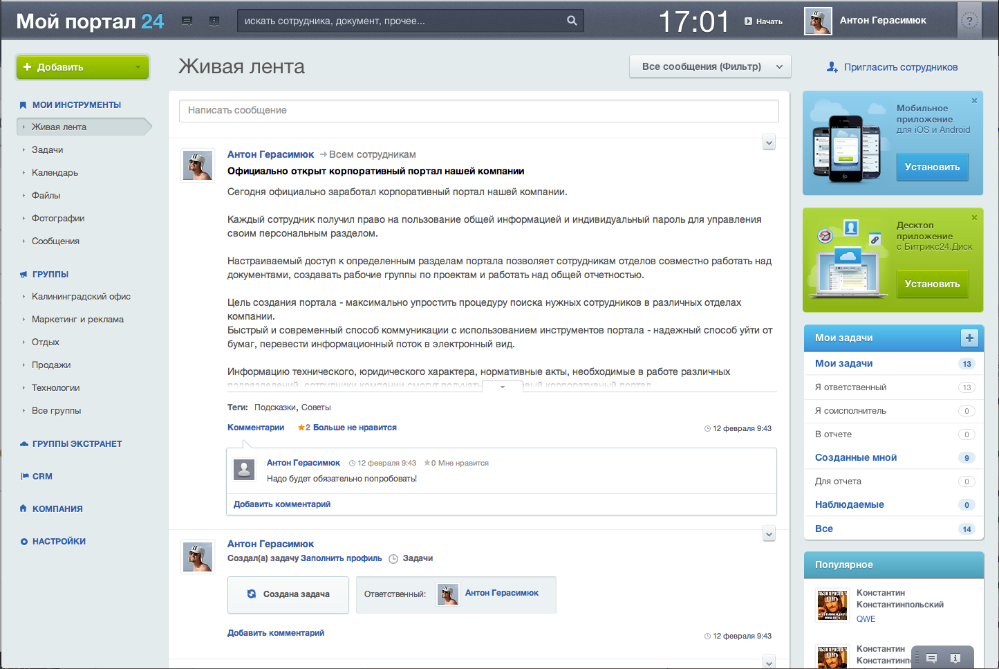 Мой портал 24
искать сотрудника, документ, прочее...
17:01
Начать
Антон Герасимюк
?
Добавить
МОИ ИНСТРУМЕНТЫ
Живая лента
Задачи
Календарь
Файлы
Фотографии
Сообщения
ГРУППЫ
Калининградский офис
Маркетинг и реклама
Отдых
Продажи
Технологии
Все группы
ГРУППЫ ЭКСТРАНЕТ
CRM
КОМПАНИЯ
НАСТРОЙКИ
Живая лента
Все сообщения (Фильтр)
Написать сообщение
Антон Герасимюк Всем сотрудникам
Официально открыт корпоративный портал нашей компании
Сегодня официально заработал корпоративный портал нашей компании.
Каждый сотрудник получил право на пользование общей информацией и индивидуальный пароль для управления
своим персональным разделом.
Настраиваемый доступ к определенным разделам портала позволяет сотрудникам отделов совместно работать над
документами, создавать рабочие группы по проектам и работать над общей отчетностью.
Цель создания портала - максимально упростить процедуру поиска нужных сотрудников в различных отделах
компании.
Быстрый и современный способ коммуникации с использованием инструментов портала - надежный способ уйти от
бумаг, перевести информационный поток в электронный вид.
Информацию технического, юридического характера, нормативные акты, необходимые в работе различных
подразделений, сотрудники компании смогут получать корпоративный портал
Теги: Подсказки, Советы
Комментарии 2 Больше не нравится
12 февраля 9:43
Антон Герасимюк 12 февраля 9:43 0 Мне нравится
Надо будет обязательно попробовать!
Добавить комментарий
Антон Герасимюк
Создал(а) задачу Заполнить профиль Задачи
Создана задача
Ответственный: Антон Герасимюк
Добавить комментарий
12 февраля 9:43
Пригласить сотрудников
Мобильное
приложение
для iOS и Android
Установить
Десктоп
приложение
с Битрикс24.Диск
Установить
Мои задачи
Мои задачи 13
Я ответственный 13
Я соисполнитель 0
В отчете 0
Созданные мной 9
Для отчета 0
Наблюдаемые 0
Все 14
Популярное
Константин
Константинпольский
QWE
Константин